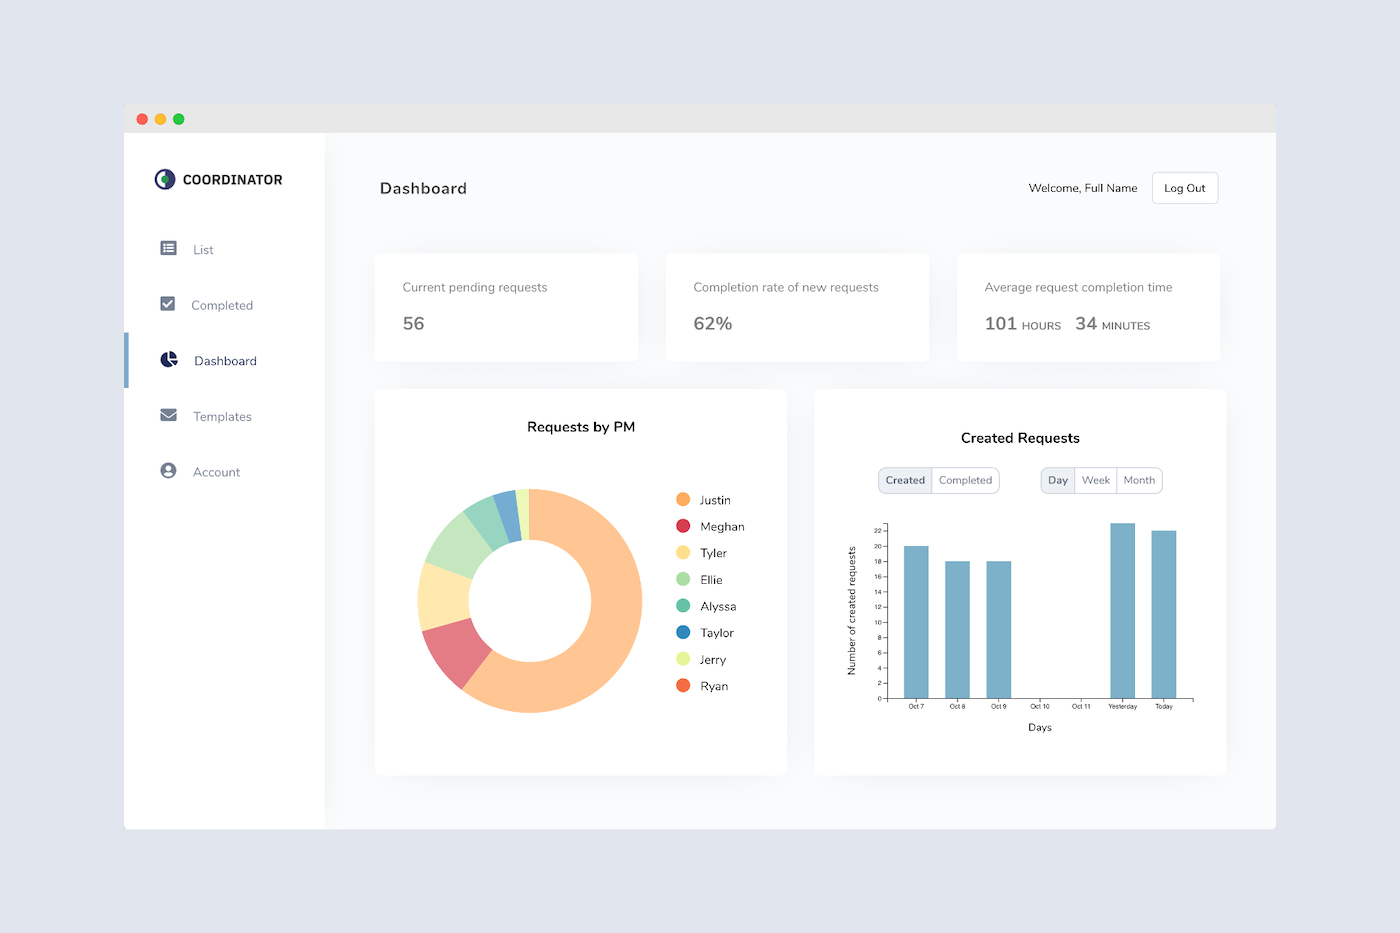 COORDINATOR
List
Completed
Dashboard
Templates
Account
Dashboard
Welcome, Full Name
Log Out
Current pending requests
56
Completion rate of new requests
62%
Average request completion time
101 HOURS 34 MINUTES
Requests by PM
Justin
Meghan
Tyler
Ellie
Alyssa
Taylor
Jerry
Ryan
Created Requests
Created Completed
Day Week Month
Number of created requests
22
20
18
16
14
12
10
8
6
4
2
0
Oct 7 Oct 8 Oct 9 Oct 10 Oct 11 Yesterday Today
Days